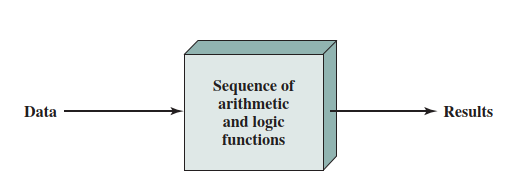 Data
Sequence of
arithmetic
and logic
functions
Results